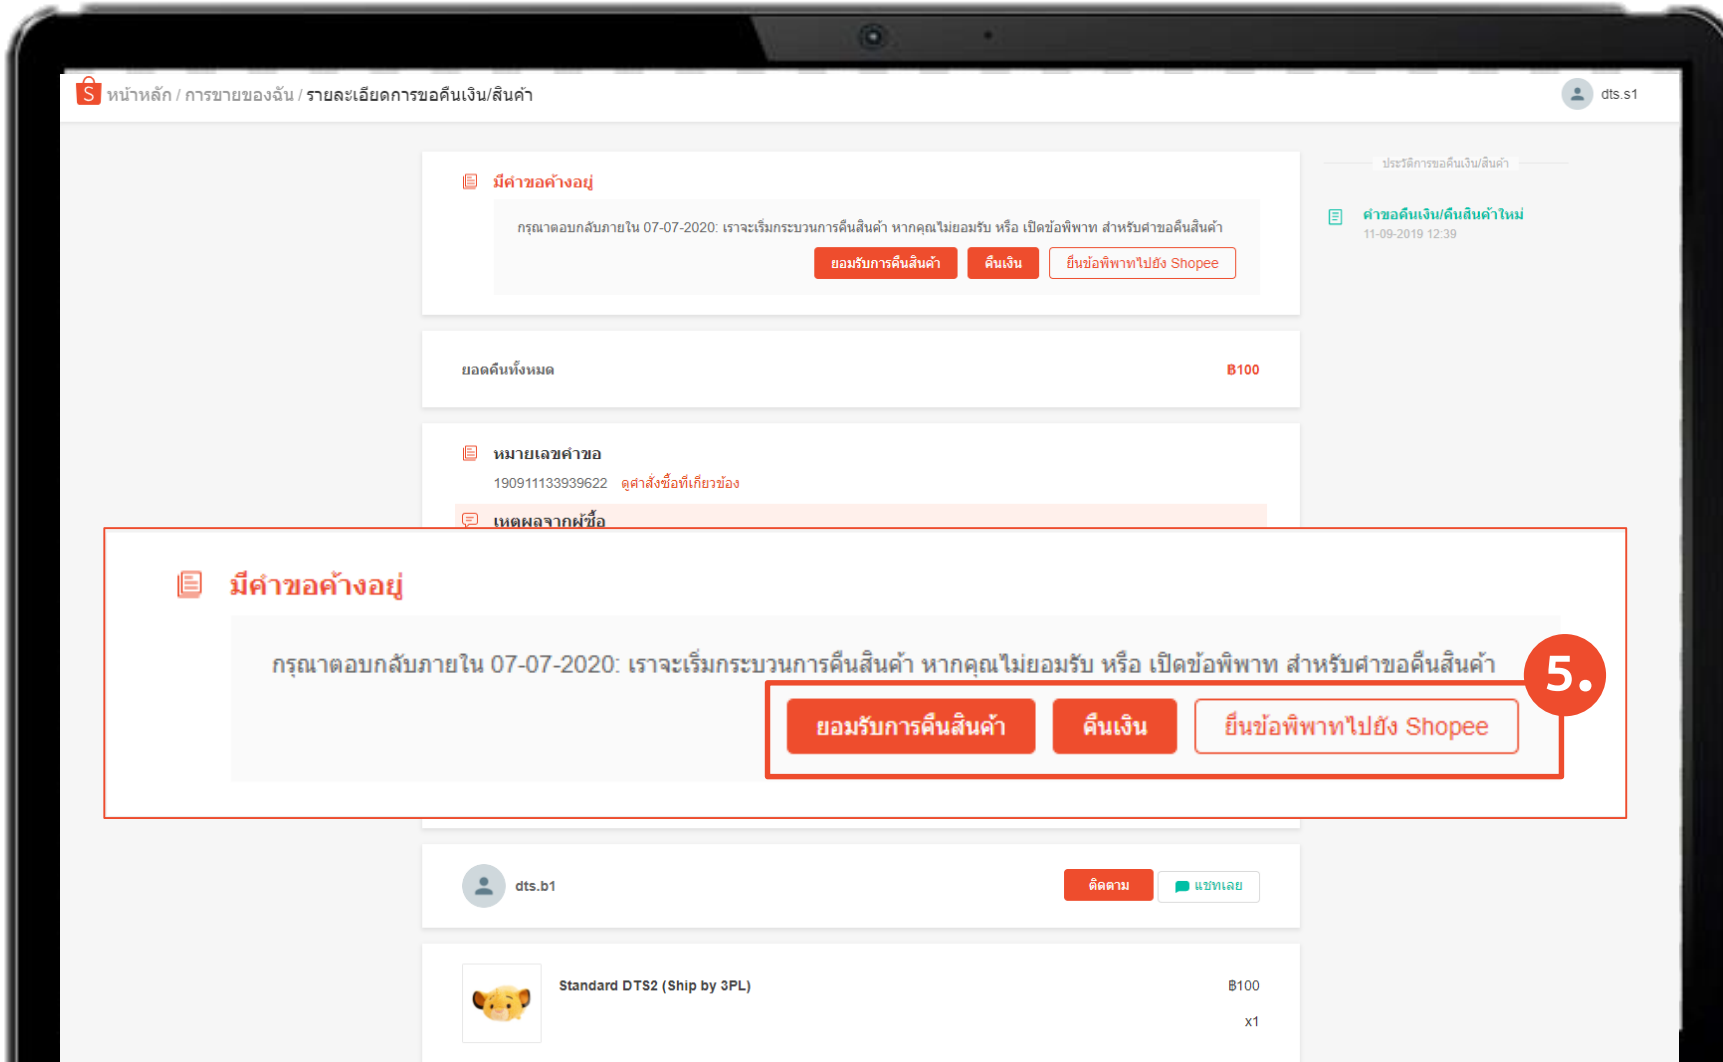 S หน้าหลัก / การขายของฉัน / รายละเอียดการขอคืนเงิน/สินค้า
dts.s1
มีคำขอค้างอยู่
กรุณาตอบกลับภายใน 07-07-2020: เราจะเริ่มกระบวนการคืนสินค้า หากคุณไม่ยอมรับ หรือ เปิดข้อพิพาท สำหรับคำขอคืนสินค้า
ยอมรับการคืนสินค้า คืนเงิน ยื่นข้อพิพาทไปยัง Shopee
ประวัติการขอคืนเงิน/สินค้า
คำขอคืนเงิน/คืนสินค้าใหม่
11-09-2019 12:39
ยอดคืนทั้งหมด ฿100
หมายเลขคำขอ
190911133939622 ดูคำสั่งซื้อที่เกี่ยวข้อง
เหตุผลจากผู้ซื้อ
มีคำขอค้างอยู่
กรุณาตอบกลับภายใน 07-07-2020: เราจะเริ่มกระบวนการคืนสินค้า หากคุณไม่ยอมรับ หรือ เปิดข้อพิพาท สำหรับคำขอคืนสินค้า
5.
ยอมรับการคืนสินค้า คืนเงิน ยื่นข้อพิพาทไปยัง Shopee
dts.b1 ติดตาม แชทเลย
Standard DTS2 (Ship by 3PL) ฿100
x1